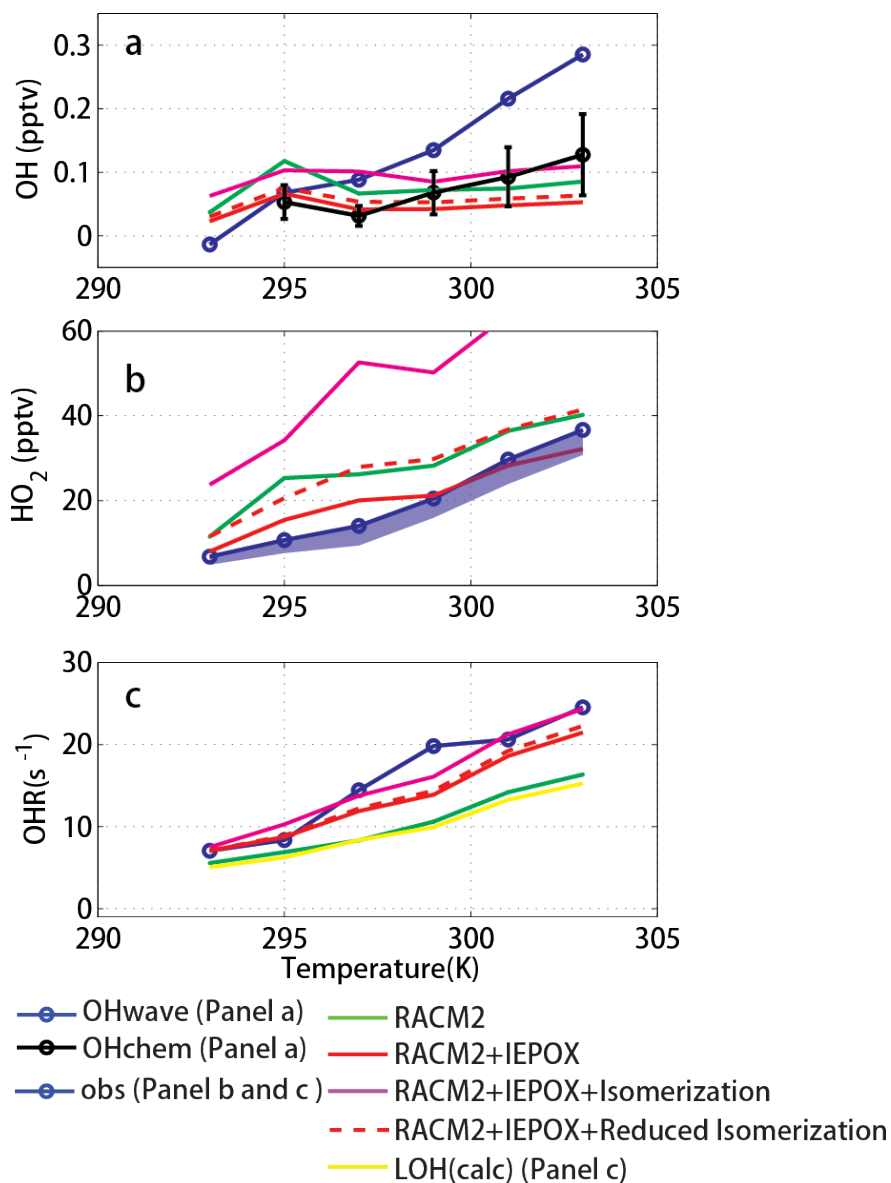 a
0.3
0.2
0.1
0
OH (pptv)
290 295 300 305
b
60
40
20
0
HO2 (pptv)
290 295 300 305
c
30
20
10
0
OHR(s -1)
290 295 300 305
Temperature(K)
OHwave (Panel a)
OHchem (Panel a)
obs (Panel b and c )
RACM2
RACM2+IEPOX
RACM2+IEPOX+Isomerization
RACM2+IEPOX+Reduced Isomerization
LOH(calc) (Panel c)